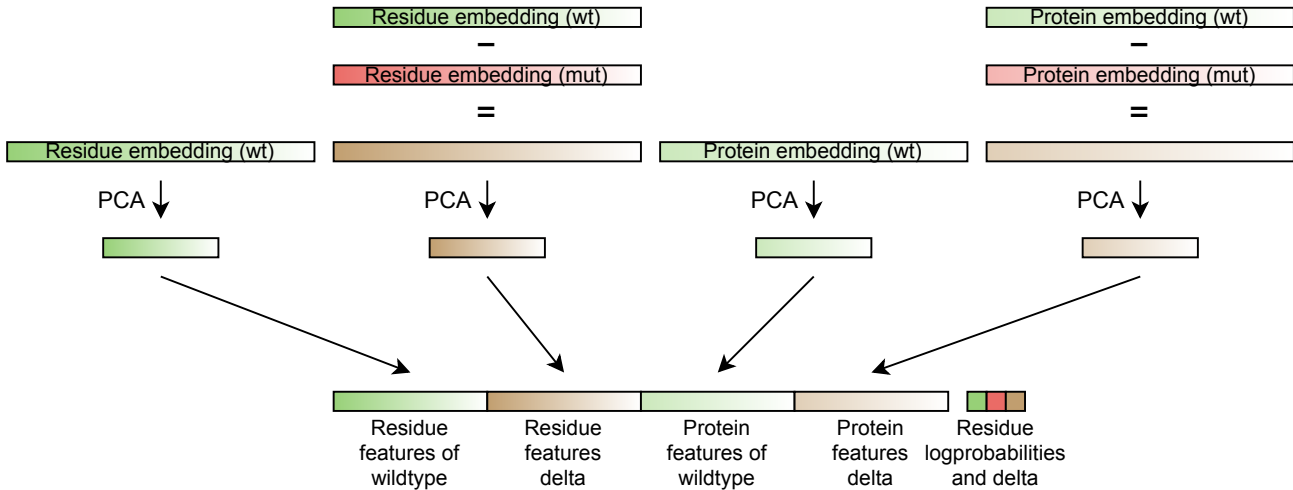 Residue embedding (wt)
Protein embedding (wt)
–
–
Residue embedding (mut)
Protein embedding (mut)
=
=
Residue embedding (wt)
Protein embedding (wt)
PCA
PCA
PCA
PCA
Residue
features of
wildtype
Residue
features
delta
Protein
features of
wildtype
Protein
features
delta
Residue
logprobabilities
and delta